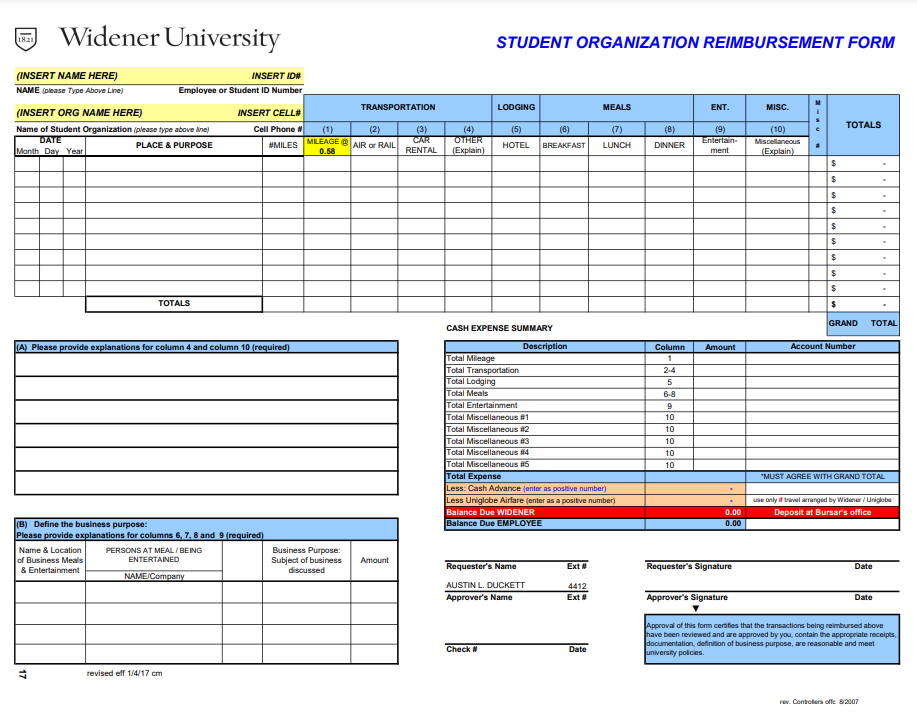 1821 Widener University
STUDENT ORGANIZATION REIMBURSEMENT FORM
(INSERT NAME HERE) INSERT ID#
NAME (please Type Above Line) Employee or Student ID Number
(INSERT ORG NAME HERE) INSERT CELL#
Name of Student Organization (please type above line) Cell Phone #
TRANSPORTATION LODGING MEALS ENT. MISC. Misc # TOTALS
(1) (2) (3) (4) (5) (6) (7) (8) (9) (10)
DATE
Month Day Year PLACE & PURPOSE #MILES MILEAGE @ 0.58 AIR or RAIL CAR RENTAL OTHER (Explain) HOTEL BREAKFAST LUNCH DINNER Entertain-ment Miscellaneous (Explain)
$ -
$ -
$ -
$ -
$ -
$ -
$ -
$ -
$ -
TOTALS $ -
GRAND TOTAL
CASH EXPENSE SUMMARY
(A) Please provide explanations for column 4 and column 10 (required)
Description Column Amount Account Number
Total Mileage 1
Total Transportation 2-4
Total Lodging 5
Total Meals 6-8
Total Entertainment 9
Total Miscellaneous #1 10
Total Miscellaneous #2 10
Total Miscellaneous #3 10
Total Miscellaneous #4 10
Total Miscellaneous #5 10
Total Expense *MUST AGREE WITH GRAND TOTAL
Less: Cash Advance (enter as positive number) -
Less Uniglobe Airfare (enter as a positive number) - use only if travel arranged by Widener / Uniglobe
Balance Due WIDENER 0.00 Deposit at Bursar's office
Balance Due EMPLOYEE 0.00
(B) Define the business purpose:
Please provide explanations for columns 6, 7, 8 and 9 (required)
Name & Location of Business Meals & Entertainment
PERSONS AT MEAL / BEING ENTERTAINED
NAME/Company
Business Purpose: Subject of business discussed
Amount
Requester's Name Ext # Requester's Signature Date
AUSTIN L. DUCKETT 4412
Approver's Name Ext # Approver's Signature Date
▼
Approval of this form certifies that the transactions being reimbursed above
have been reviewed and are approved by you, contain the appropriate receipts,
documentation, definition of business purpose, are reasonable and meet
university policies.
Check # Date
17 revised eff 1/4/17 cm
rev. Controllers offc 8/2007